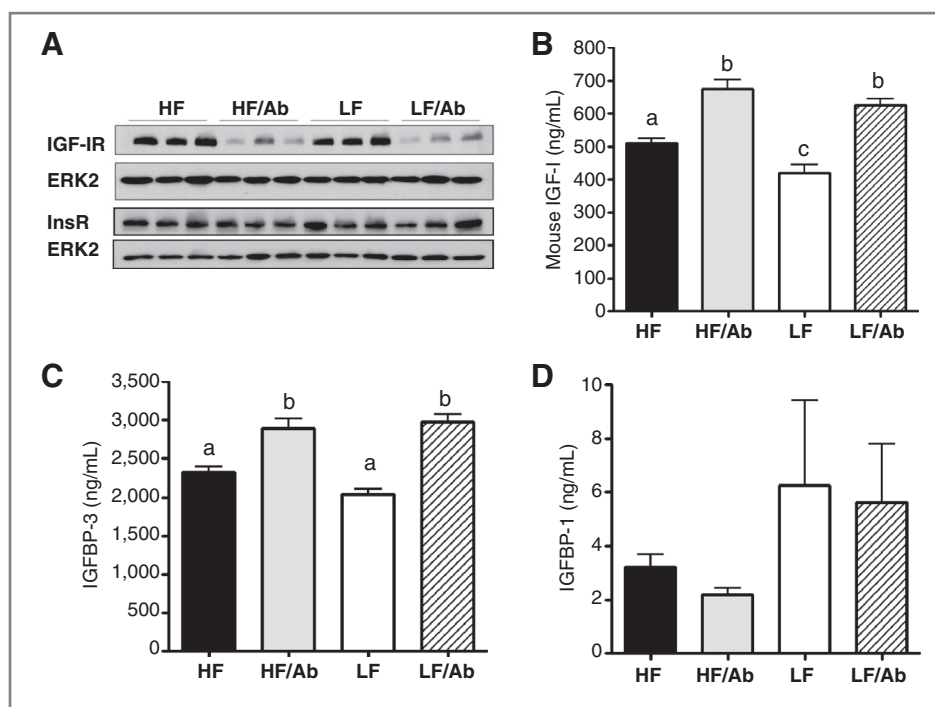 A
HF HF/Ab LF LF/Ab
IGF-IR
ERK2
InsR
ERK2
B
Mouse IGF-I (ng/mL)
800
700
600
500
400
300
200
100
0
a
b
c
b
HF HF/Ab LF LF/Ab
C
IGFBP-3 (ng/mL)
3,500
3,000
2,500
2,000
1,500
1,000
500
0
a
b
a
b
HF HF/Ab LF LF/Ab
D
IGFBP-1 (ng/mL)
10
8
6
4
2
0
HF HF/Ab LF LF/Ab